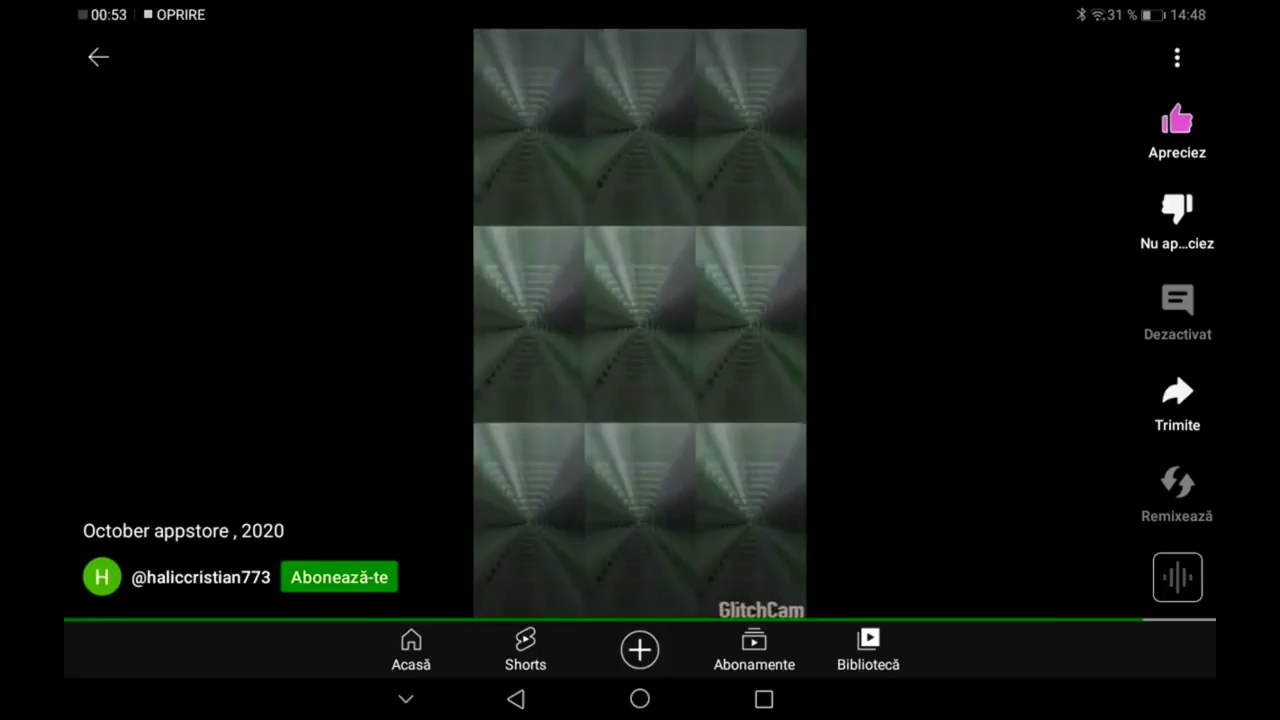 00:53 OPRIRE
31 % 14:48
Apreciez
Nu ap...ciez
Dezactivat
Trimite
Remixează
October appstore , 2020
H @haliccristian773 Abonează-te
GlitchCam
Acasă Shorts Abonamente Bibliotecă